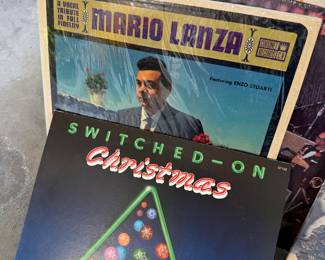 A VOCAL
TRIBUTE
IN FULL
FIDELITY
MARIO LANZA
Featuring ENZO STUARTI
SWITCHED-ON
Christmas